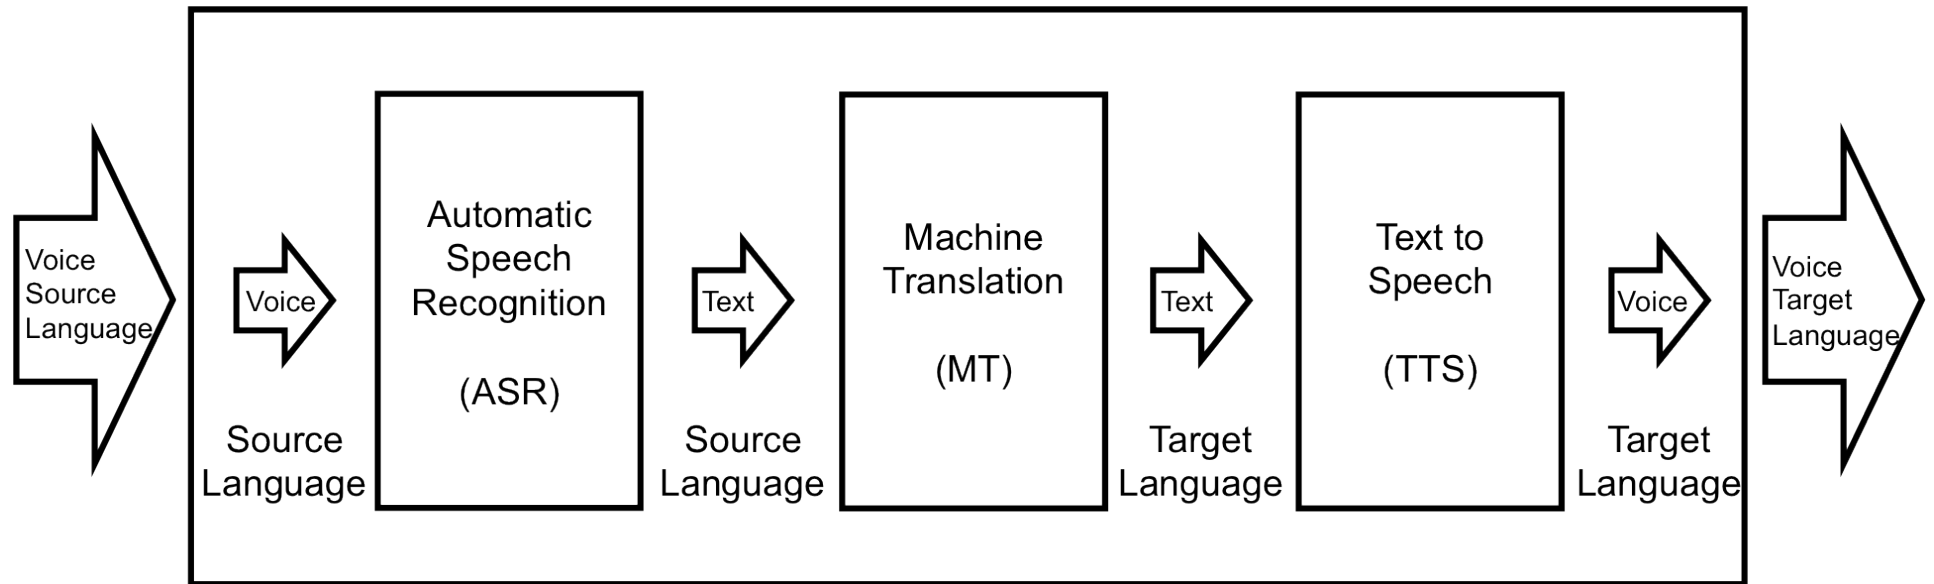 Voice
Source
Language
Voice
Source
Language
Automatic
Speech
Recognition
(ASR)
Text
Source
Language
Machine
Translation
(MT)
Text
Target
Language
Text to
Speech
(TTS)
Voice
Target
Language
Voice
Target
Language